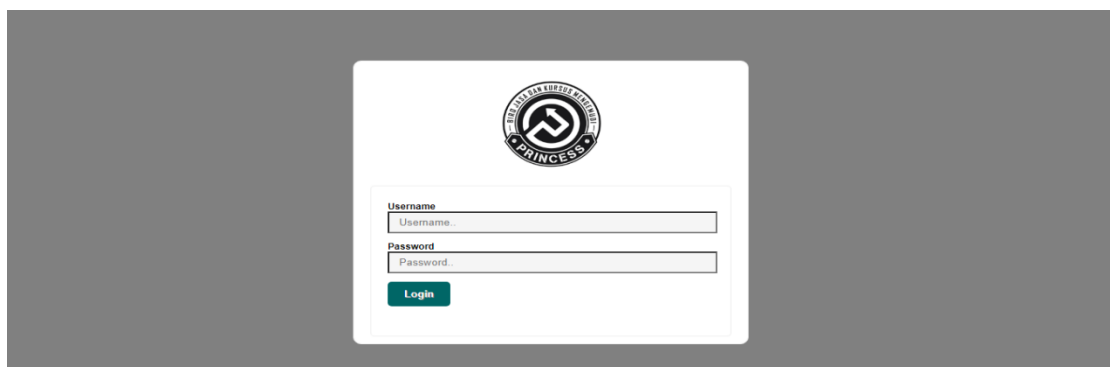 BIRO JASA DAN KURSUS MENGEMUDI
PRINCESS
Username
Username..
Password
Password..
Login